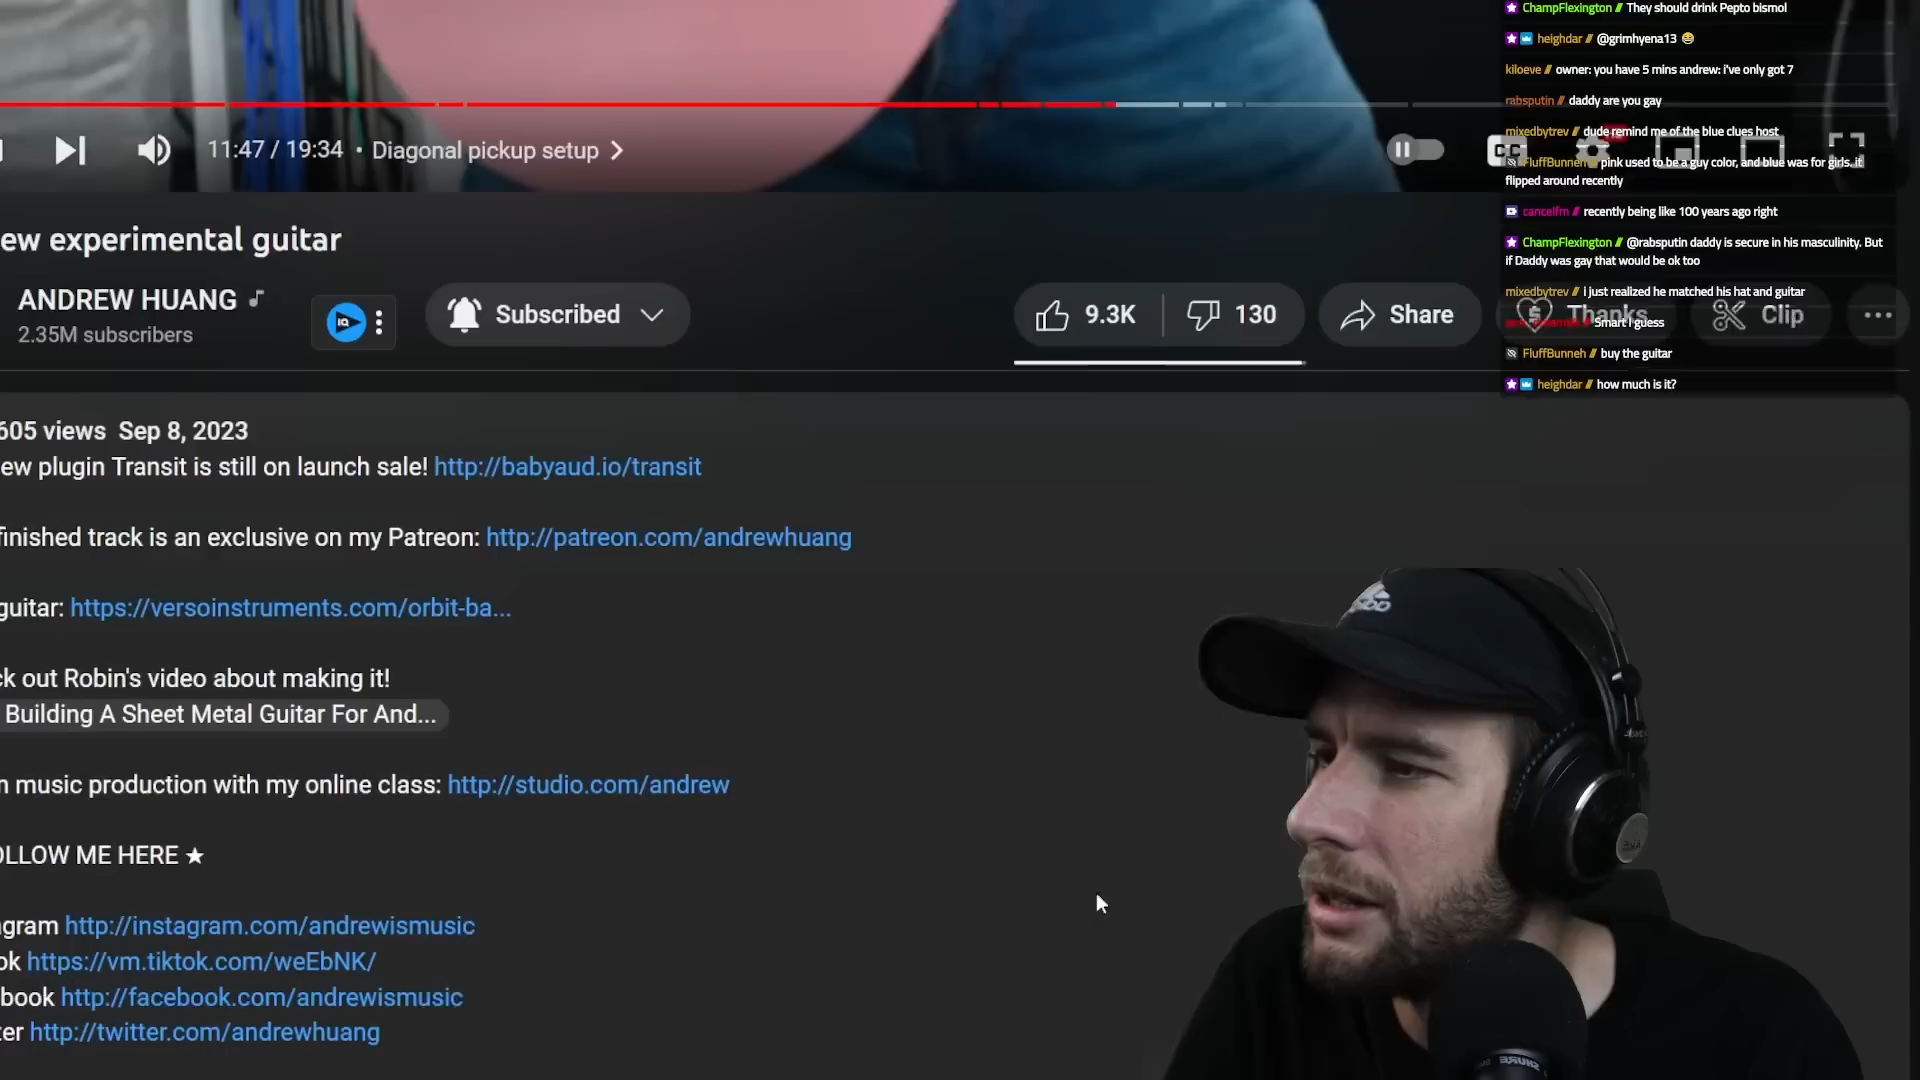 ChampFlexington // They should drink Pepto bismol
heighdar // @grimhyena13
kiloeve // owner: you have 5 mins andrew: i've only got 7
rabsputin // daddy are you gay
mixedbytrev // dude remind me of the blue clues host
FluffBunneh // pink used to be a guy color, and blue was for girls. it
flipped around recently
cancelfm // recently being like 100 years ago right
ChampFlexington // @rabsputin daddy is secure in his masculinity. But
if Daddy was gay that would be ok too
mixedbytrev // i just realized he matched his hat and guitar
Smart I guess
FluffBunneh // buy the guitar
heighdar // how much is it?
11:47 / 19:34 • Diagonal pickup setup
CC
ew experimental guitar
ANDREW HUANG
2.35M subscribers
IQ
Subscribed
9.3K
130
Share
Thanks
Clip
605 views Sep 8, 2023
ew plugin Transit is still on launch sale! http://babyaud.io/transit
finished track is an exclusive on my Patreon: http://patreon.com/andrewhuang
guitar: https://versoinstruments.com/orbit-ba...
ck out Robin's video about making it!
Building A Sheet Metal Guitar For And...
n music production with my online class: http://studio.com/andrew
OLLOW ME HERE ★
agram http://instagram.com/andrewismusic
ok https://vm.tiktok.com/weEbNK/
book http://facebook.com/andrewismusic
ter http://twitter.com/andrewhuang
AKG
SHURE